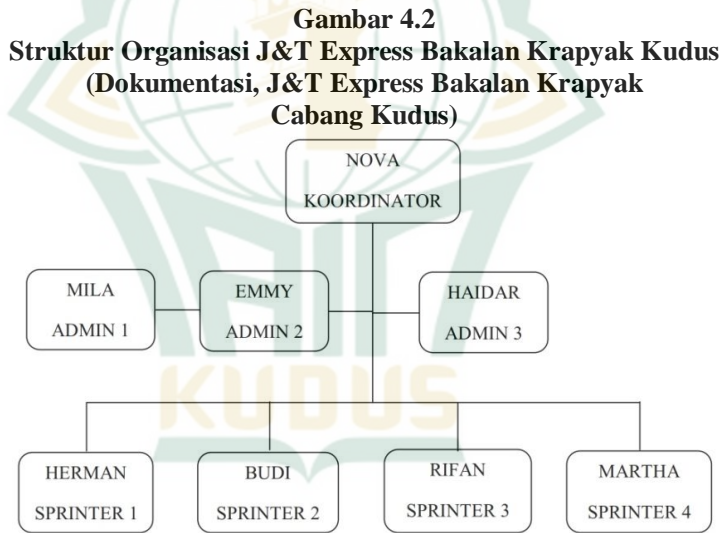 Gambar 4.2
Struktur Organisasi J&T Express Bakalan Krapyak Kudus
(Dokumentasi, J&T Express Bakalan Krapyak
Cabang Kudus)
NOVA
KOORDINATOR
MILA
ADMIN 1
EMMY
ADMIN 2
HAIDAR
ADMIN 3
KUDUS
HERMAN
SPRINTER 1
BUDI
SPRINTER 2
RIFAN
SPRINTER 3
MARTHA
SPRINTER 4